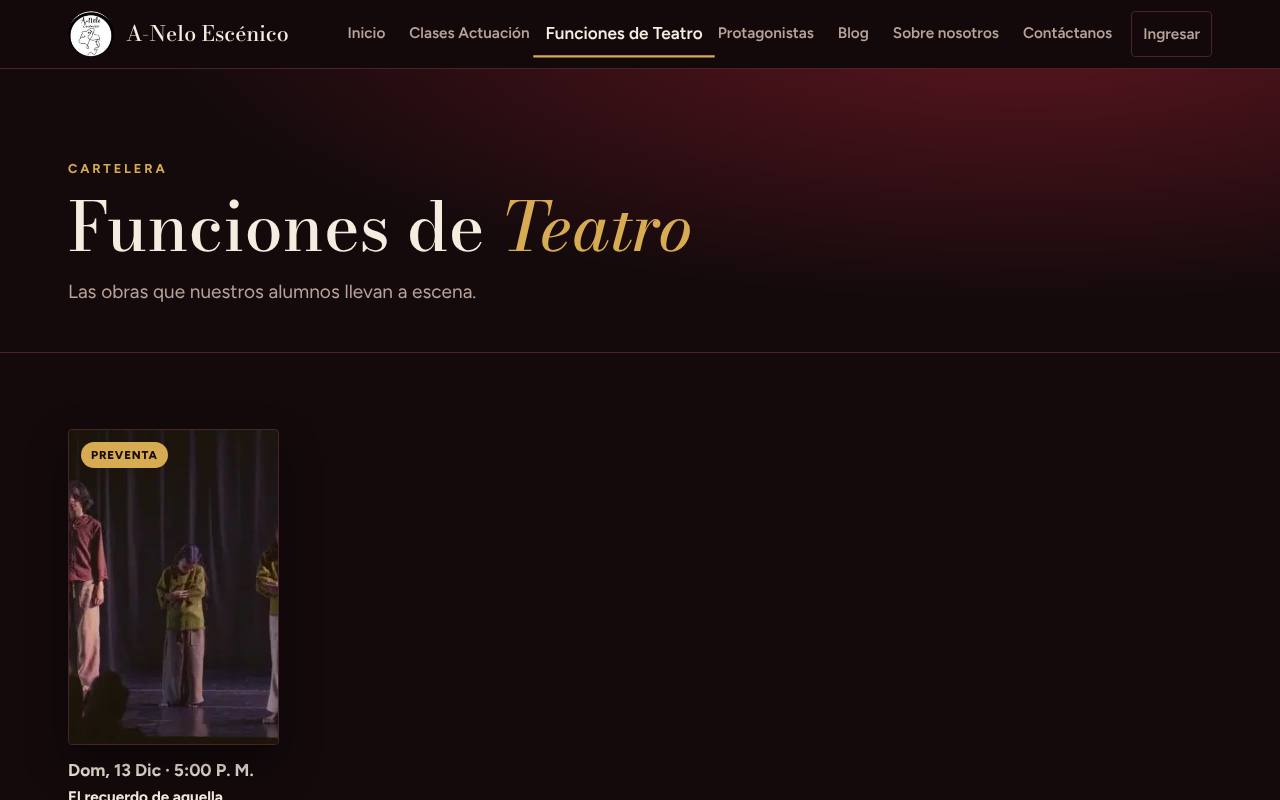 A-Nelo Escénico
Inicio
Clases Actuación
Funciones de Teatro
Protagonistas
Blog
Sobre nosotros
Contáctanos
Ingresar
CARTELERA
Funciones de Teatro
Las obras que nuestros alumnos llevan a escena.
PREVENTA
Dom, 13 Dic · 5:00 P. M.
El recuerdo de aquella